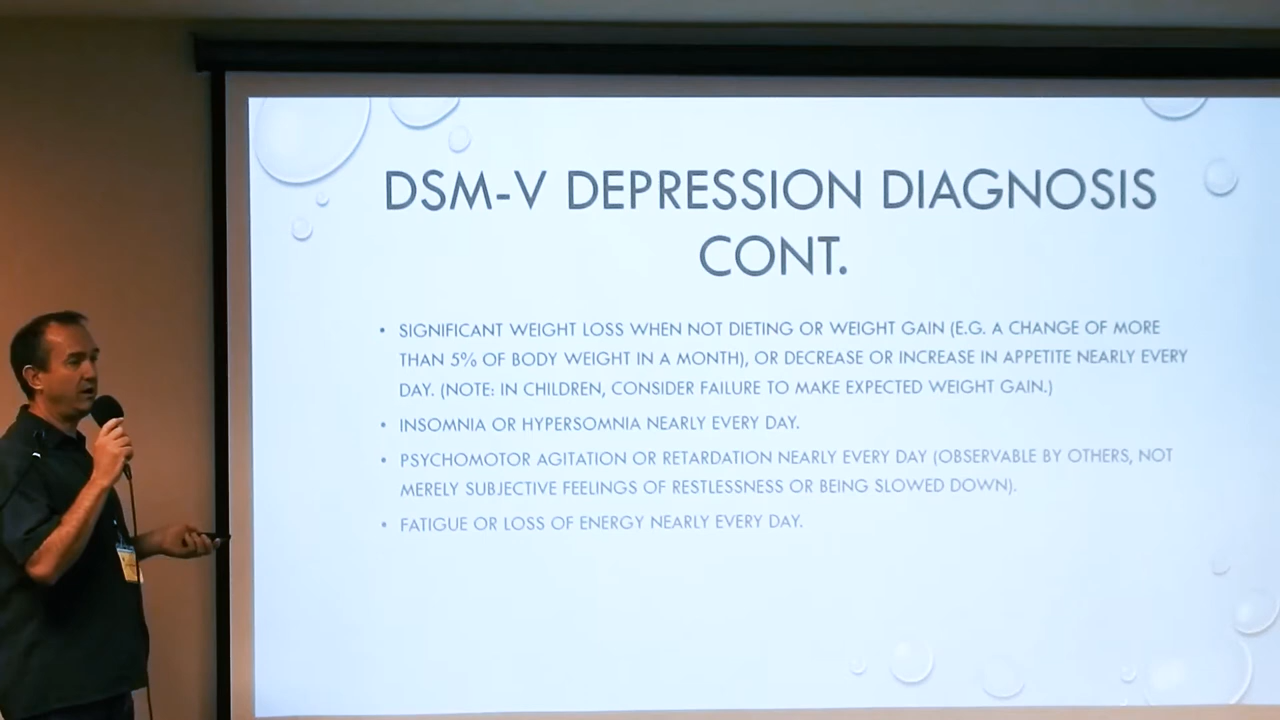 DSM-V DEPRESSION DIAGNOSIS
CONT.
• SIGNIFICANT WEIGHT LOSS WHEN NOT DIETING OR WEIGHT GAIN (E.G. A CHANGE OF MORE
THAN 5% OF BODY WEIGHT IN A MONTH), OR DECREASE OR INCREASE IN APPETITE NEARLY EVERY
DAY. (NOTE: IN CHILDREN, CONSIDER FAILURE TO MAKE EXPECTED WEIGHT GAIN.)
• INSOMNIA OR HYPERSOMNIA NEARLY EVERY DAY.
• PSYCHOMOTOR AGITATION OR RETARDATION NEARLY EVERY DAY (OBSERVABLE BY OTHERS, NOT
MERELY SUBJECTIVE FEELINGS OF RESTLESSNESS OR BEING SLOWED DOWN).
• FATIGUE OR LOSS OF ENERGY NEARLY EVERY DAY.